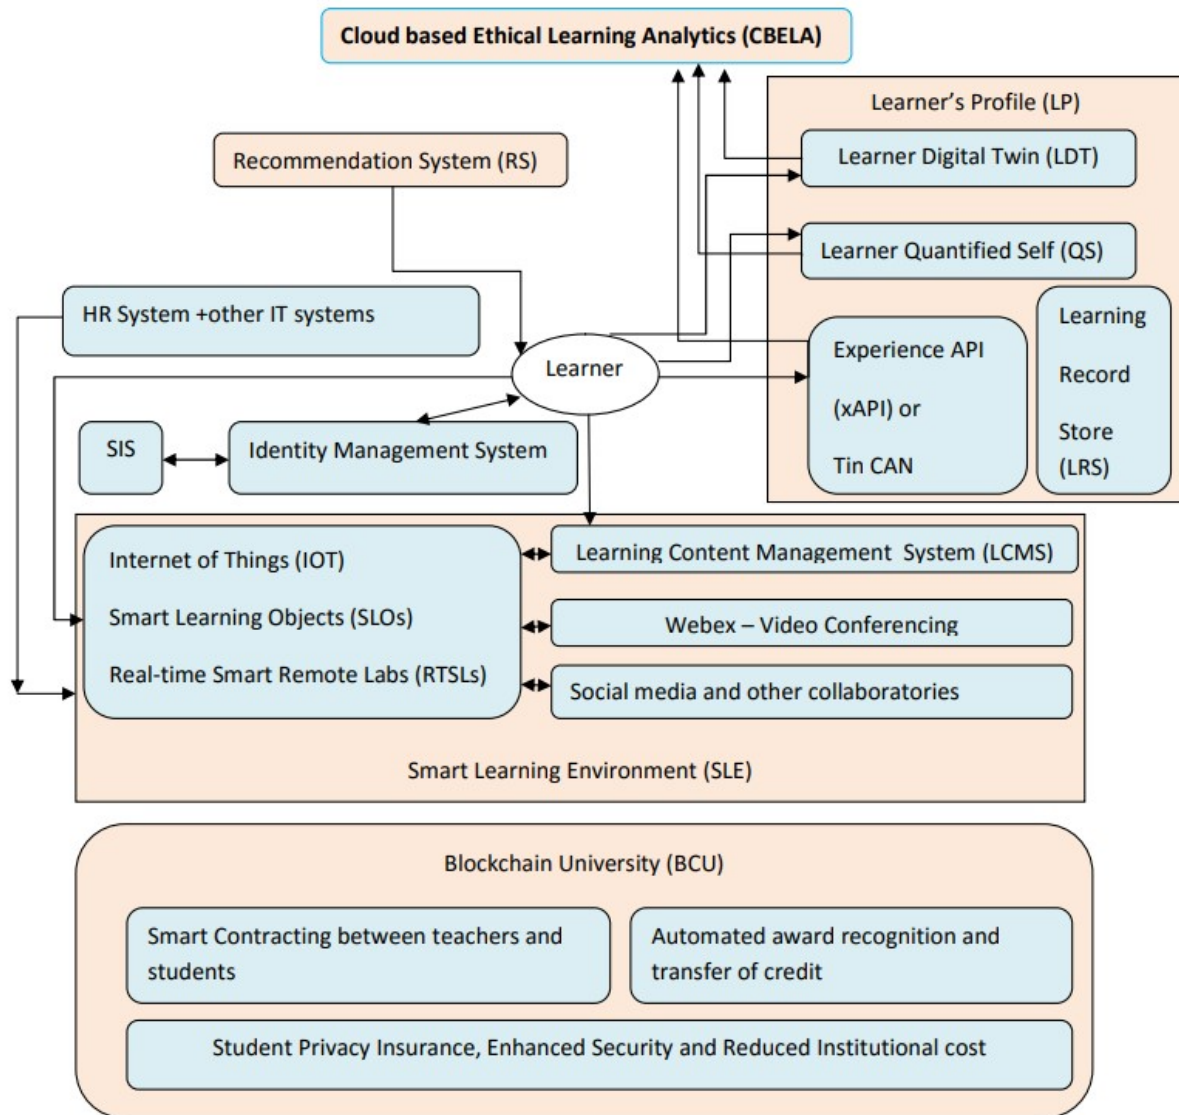 Cloud based Ethical Learning Analytics (CBELA)
Learner’s Profile (LP)
Learner Digital Twin (LDT)
Recommendation System (RS)
Learner Quantified Self (QS)
HR System +other IT systems
Learning
Record
Store
(LRS)
Experience API
(xAPI) or
Tin CAN
Learner
SIS
Identity Management System
Internet of Things (IOT)
Smart Learning Objects (SLOs)
Real-time Smart Remote Labs (RTSLs)
Learning Content Management System (LCMS)
Webex – Video Conferencing
Social media and other collaboratories
Smart Learning Environment (SLE)
Blockchain University (BCU)
Smart Contracting between teachers and
students
Automated award recognition and
transfer of credit
Student Privacy Insurance, Enhanced Security and Reduced Institutional cost